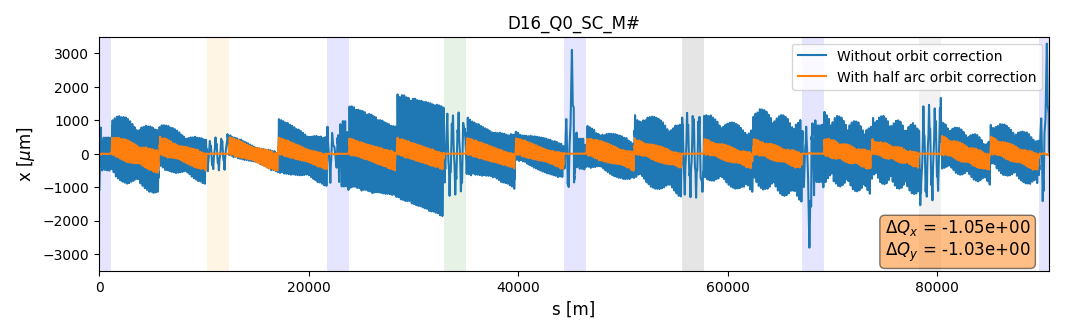 D16_Q0_SC_M#
3000
2000
1000
0
−1000
−2000
−3000
x [μm]
Without orbit correction
With half arc orbit correction
ΔQx = -1.05e+00
ΔQy = -1.03e+00
0 20000 40000 60000 80000
s [m]